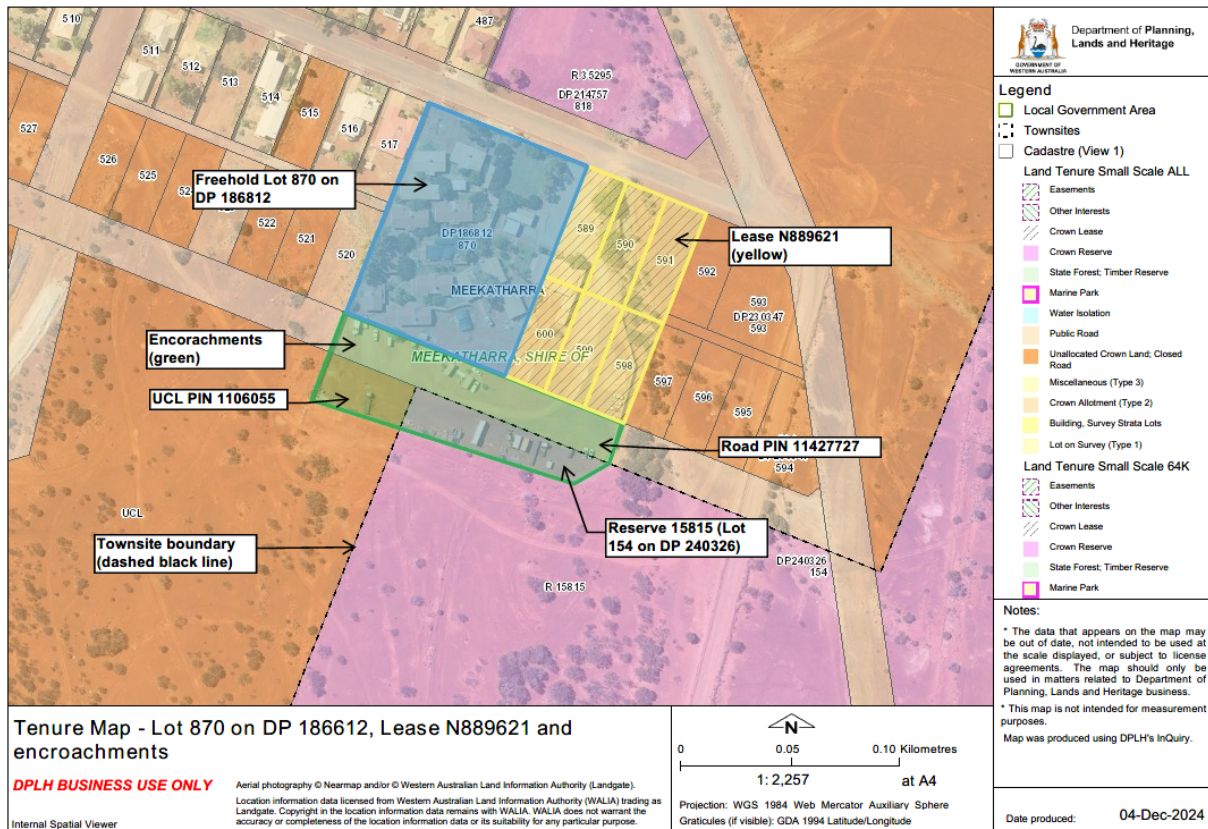 510
511
512
513
514
515
516
517
487
R 35295
DP 214757
818
527
526
525
522
521
520
Freehold Lot 870 on
DP 186812
DP186812
870
MEEKATHARRA
MEEKATHARRA, SHIRE OF
589
590
591
592
593
DP230347
593
Lease N889621
(yellow)
600
599
598
597
596
595
594
Encorachments
(green)
UCL PIN 1106055
Road PIN 11427727
UCL
Townsite boundary
(dashed black line)
Reserve 15815 (Lot
154 on DP 240326)
DP240326
154
R 15815
Department of Planning,
Lands and Heritage
GOVERNMENT OF
WESTERN AUSTRALIA
Legend
Local Government Area
Townsites
Cadastre (View 1)
Land Tenure Small Scale ALL
Easements
Other Interests
Crown Lease
Crown Reserve
State Forest; Timber Reserve
Marine Park
Water Isolation
Public Road
Unallocated Crown Land; Closed
Road
Miscellaneous (Type 3)
Crown Allotment (Type 2)
Building, Survey Strata Lots
Lot on Survey (Type 1)
Land Tenure Small Scale 64K
Easements
Other Interests
Crown Lease
Crown Reserve
State Forest; Timber Reserve
Marine Park
Notes:
* The data that appears on the map may
be out of date, not intended to be used at
the scale displayed, or subject to license
agreements. The map should only be
used in matters related to Department of
Planning, Lands and Heritage business.
* This map is not intended for measurement
purposes.
Map was produced using DPLH's InQuiry.
Date produced: 04-Dec-2024
Tenure Map - Lot 870 on DP 186612, Lease N889621 and
encroachments
DPLH BUSINESS USE ONLY
Internal Spatial Viewer
Aerial photography © Nearmap and/or © Western Australian Land Information Authority (Landgate).
Location information data licensed from Western Australian Land Information Authority (WALIA) trading as
Landgate. Copyright in the location information data remains with WALIA. WALIA does not warrant the
accuracy or completeness of the location information data or its suitability for any particular purpose.
N
0 0.05 0.10 Kilometres
1: 2,257 at A4
Projection: WGS 1984 Web Mercator Auxiliary Sphere
Graticules (if visible): GDA 1994 Latitude/Longitude